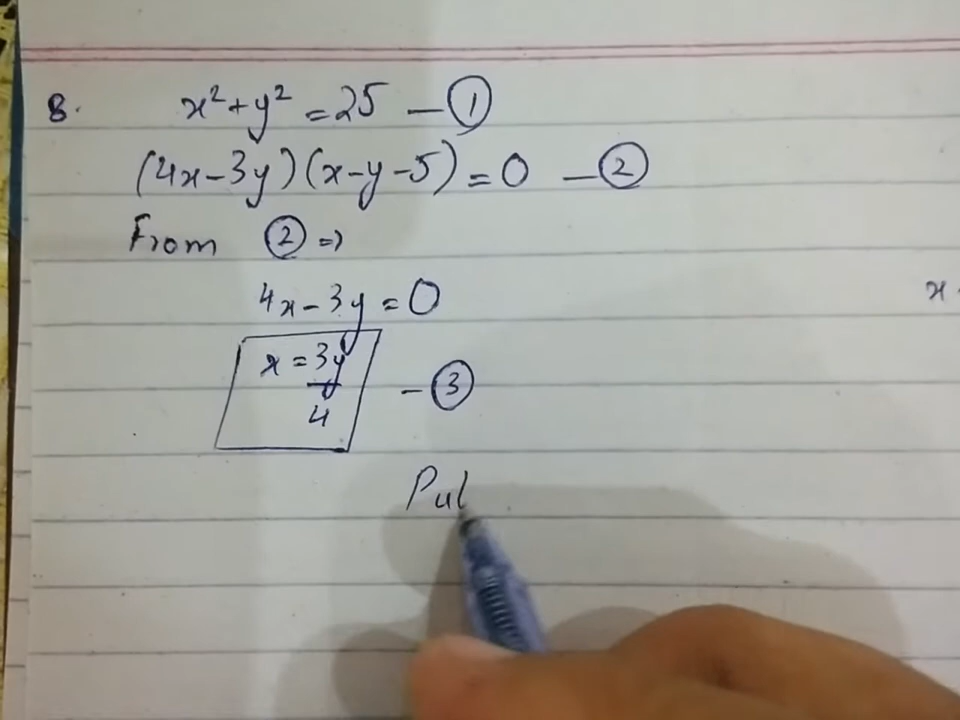 8. x² + y² = 25 — ①
(4x - 3y)(x - y - 5) = 0 — ②
From ② ⇒
4x - 3y = 0
x = 3y/4 — ③
x
Put